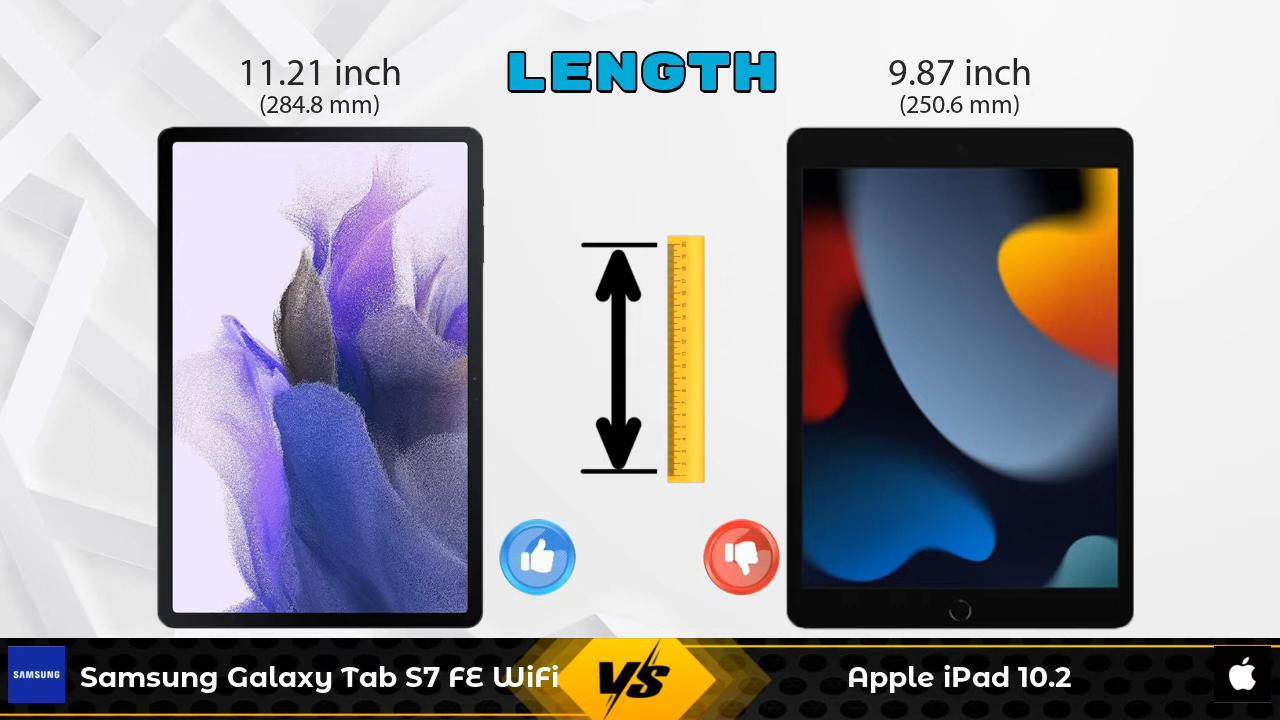 LENGTH
11.21 inch
(284.8 mm)
9.87 inch
(250.6 mm)
SAMSUNG
Samsung Galaxy Tab S7 FE WiFi
VS
Apple iPad 10.2